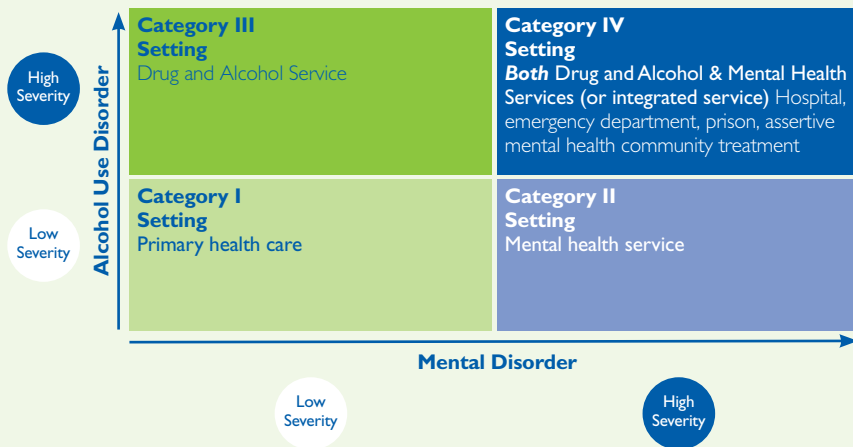 High
Severity
Low
Severity
Alcohol Use Disorder
Category III
Setting
Drug and Alcohol Service
Category IV
Setting
Both Drug and Alcohol & Mental Health
Services (or integrated service) Hospital,
emergency department, prison, assertive
mental health community treatment
Category I
Setting
Primary health care
Category II
Setting
Mental health service
Mental Disorder
Low
Severity
High
Severity